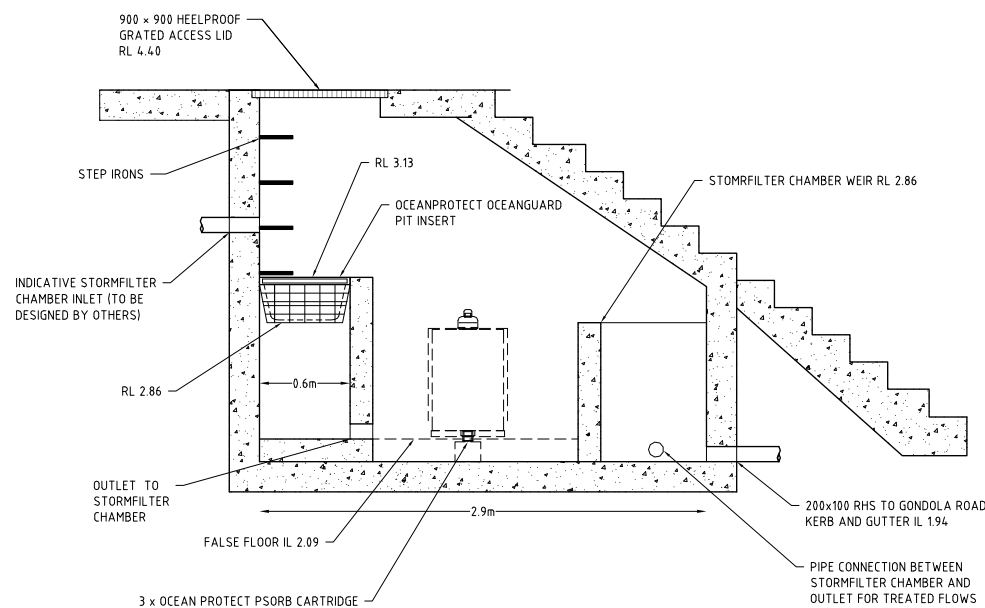 900 × 900 HEELPROOF
GRATED ACCESS LID
RL 4.40
STEP IRONS
RL 3.13
OCEANPROTECT OCEANGUARD
PIT INSERT
STOMRFILTER CHAMBER WEIR RL 2.86
INDICATIVE STORMFILTER
CHAMBER INLET (TO BE
DESIGNED BY OTHERS)
RL 2.86
0.6m
OUTLET TO
STORMFILTER
CHAMBER
2.9m
FALSE FLOOR IL 2.09
3 x OCEAN PROTECT PSORB CARTRIDGE
200x100 RHS TO GONDOLA ROAD
KERB AND GUTTER IL 1.94
PIPE CONNECTION BETWEEN
STORMFILTER CHAMBER AND
OUTLET FOR TREATED FLOWS